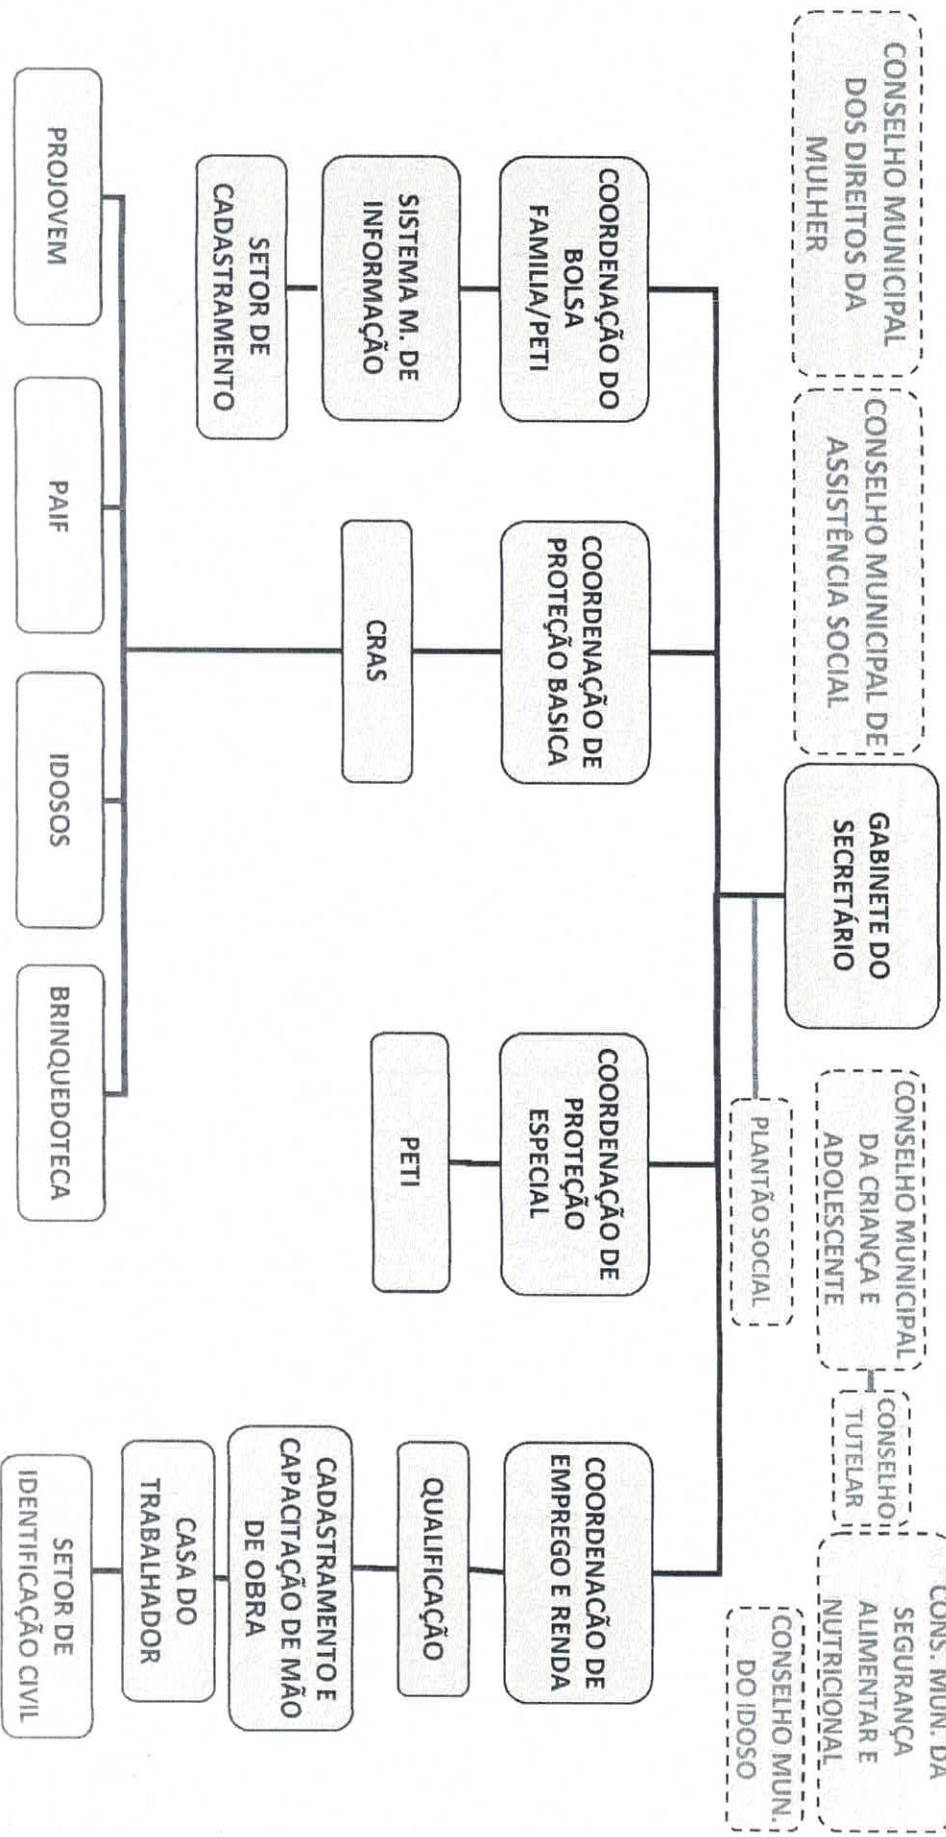 CONSELHO MUNICIPAL
DOS DIREITOS DA
MULHER
CONSELHO MUNICIPAL DE
ASSISTÊNCIA SOCIAL
GABINETE DO
SECRETÁRIO
CONSELHO MUNICIPAL
DA CRIANÇA E
ADOLESCENTE
CONSELHO
TUTELAR
CONS. MUN. DA
SEGURANÇA
ALIMENTAR E
NUTRICIONAL
PLANTÃO SOCIAL
CONSELHO MUN.
DO IDOSO
COORDENAÇÃO DO
BOLSA
FAMILIA/PETI
COORDENAÇÃO DE
PROTEÇÃO BASICA
COORDENAÇÃO DE
PROTEÇÃO
ESPECIAL
COORDENACÃO DE
EMPREGO E RENDA
SISTEMA M. DE
INFORMAÇÃO
CRAS
PETI
QUALIFICAÇÃO
SETOR DE
CADASTRAMENTO
CADASTRAMENTO E
CAPACITAÇÃO DE MÃO
DE OBRA
CASA DO
TRABALHADOR
PROJOVEM
PAIF
IDOSOS
BRINQUEDOTECA
SETOR DE
IDENTIFICAÇÃO CIVIL